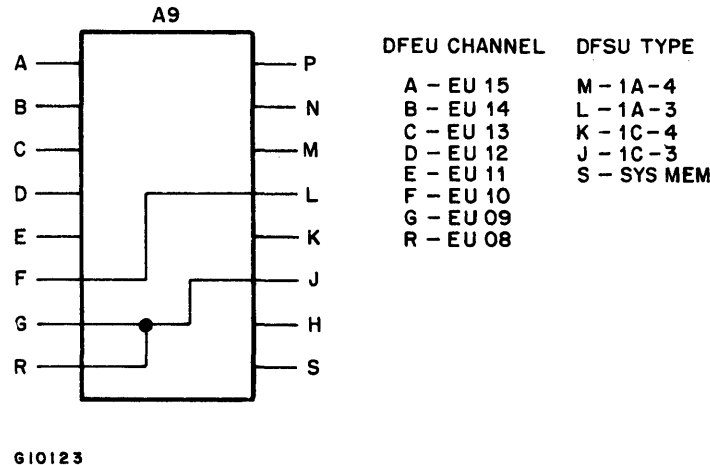 A9
A P
B N
C M
D L
E K
F J
G H
R S
DFEU CHANNEL
A – EU 15
B – EU 14
C – EU 13
D – EU 12
E – EU 11
F – EU 10
G – EU 09
R – EU 08
DFSU TYPE
M – 1A – 4
L – 1A – 3
K – 1C – 4
J – 1C – 3
S – SYS MEM
G10123